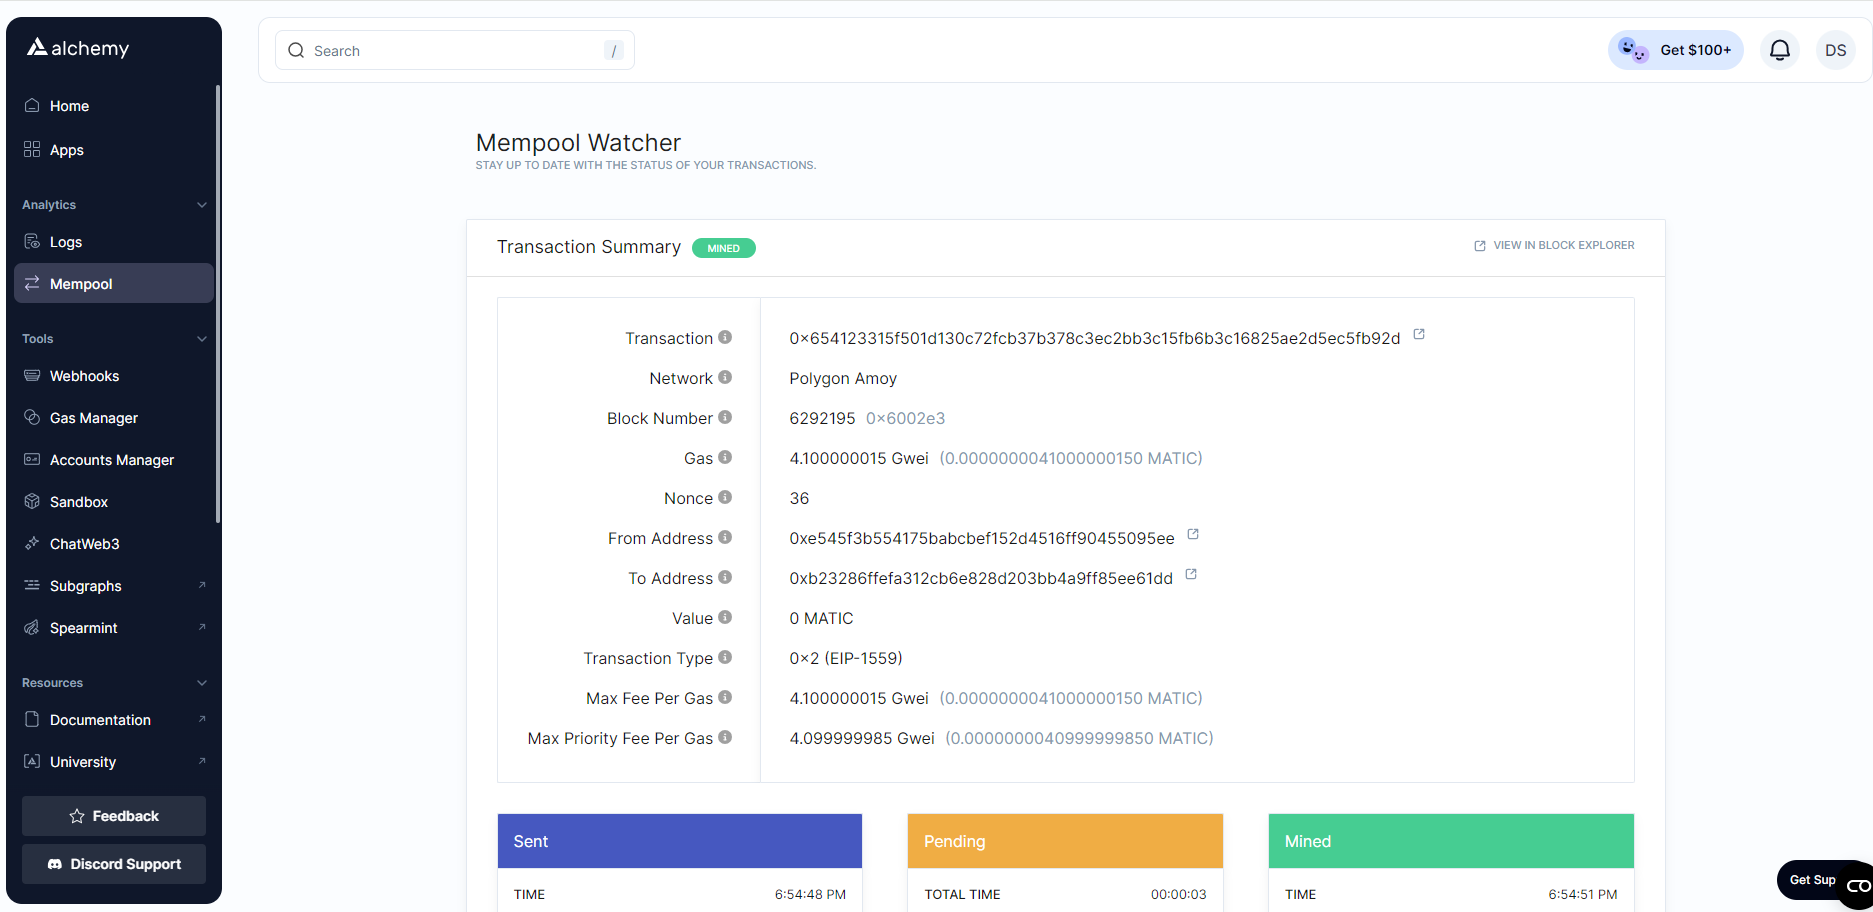 alchemy
Home
Apps
Analytics
Logs
Mempool
Tools
Webhooks
Gas Manager
Accounts Manager
Sandbox
ChatWeb3
Subgraphs
Spearmint
Resources
Documentation
University
Feedback
Discord Support
Search /
Get $100+
DS
Mempool Watcher
STAY UP TO DATE WITH THE STATUS OF YOUR TRANSACTIONS.
Transaction Summary MINED
VIEW IN BLOCK EXPLORER
Transaction 0×654123315f501d130c72fcb37b378c3ec2bb3c15fb6b3c16825ae2d5ec5fb92d
Network Polygon Amoy
Block Number 6292195 0×6002e3
Gas 4.100000015 Gwei (0.0000000041000000150 MATIC)
Nonce 36
From Address 0xe545f3b554175babcbef152d4516ff90455095ee
To Address 0xb23286ffefa312cb6e828d203bb4a9ff85ee61dd
Value 0 MATIC
Transaction Type 0×2 (EIP-1559)
Max Fee Per Gas 4.100000015 Gwei (0.0000000041000000150 MATIC)
Max Priority Fee Per Gas 4.099999985 Gwei (0.0000000040999999850 MATIC)
Sent
TIME 6:54:48 PM
Pending
TOTAL TIME 00:00:03
Mined
TIME 6:54:51 PM
Get Sup